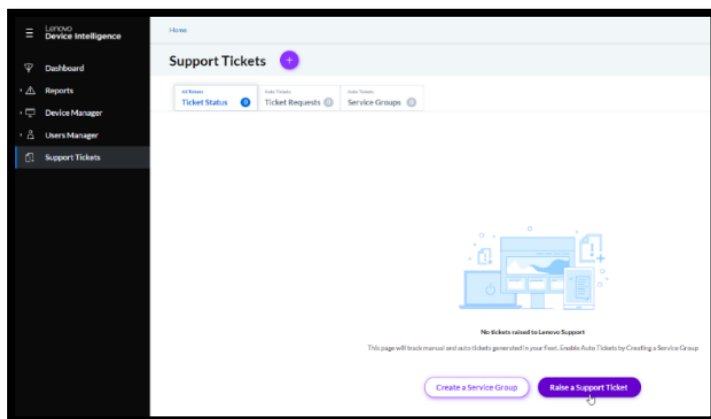 Lenovo
Device Intelligence
Dashboard
Reports
Device Manager
Users Manager
Support Tickets
Home
Support Tickets +
All Tickets
Ticket Status 0
Auto Tickets
Ticket Requests 0
Auto Tickets
Service Groups 0
No tickets raised to Lenovo Support
This page will track manual and auto tickets generated in your fleet. Enable Auto Tickets by Creating a Service Group
Create a Service Group
Raise a Support Ticket